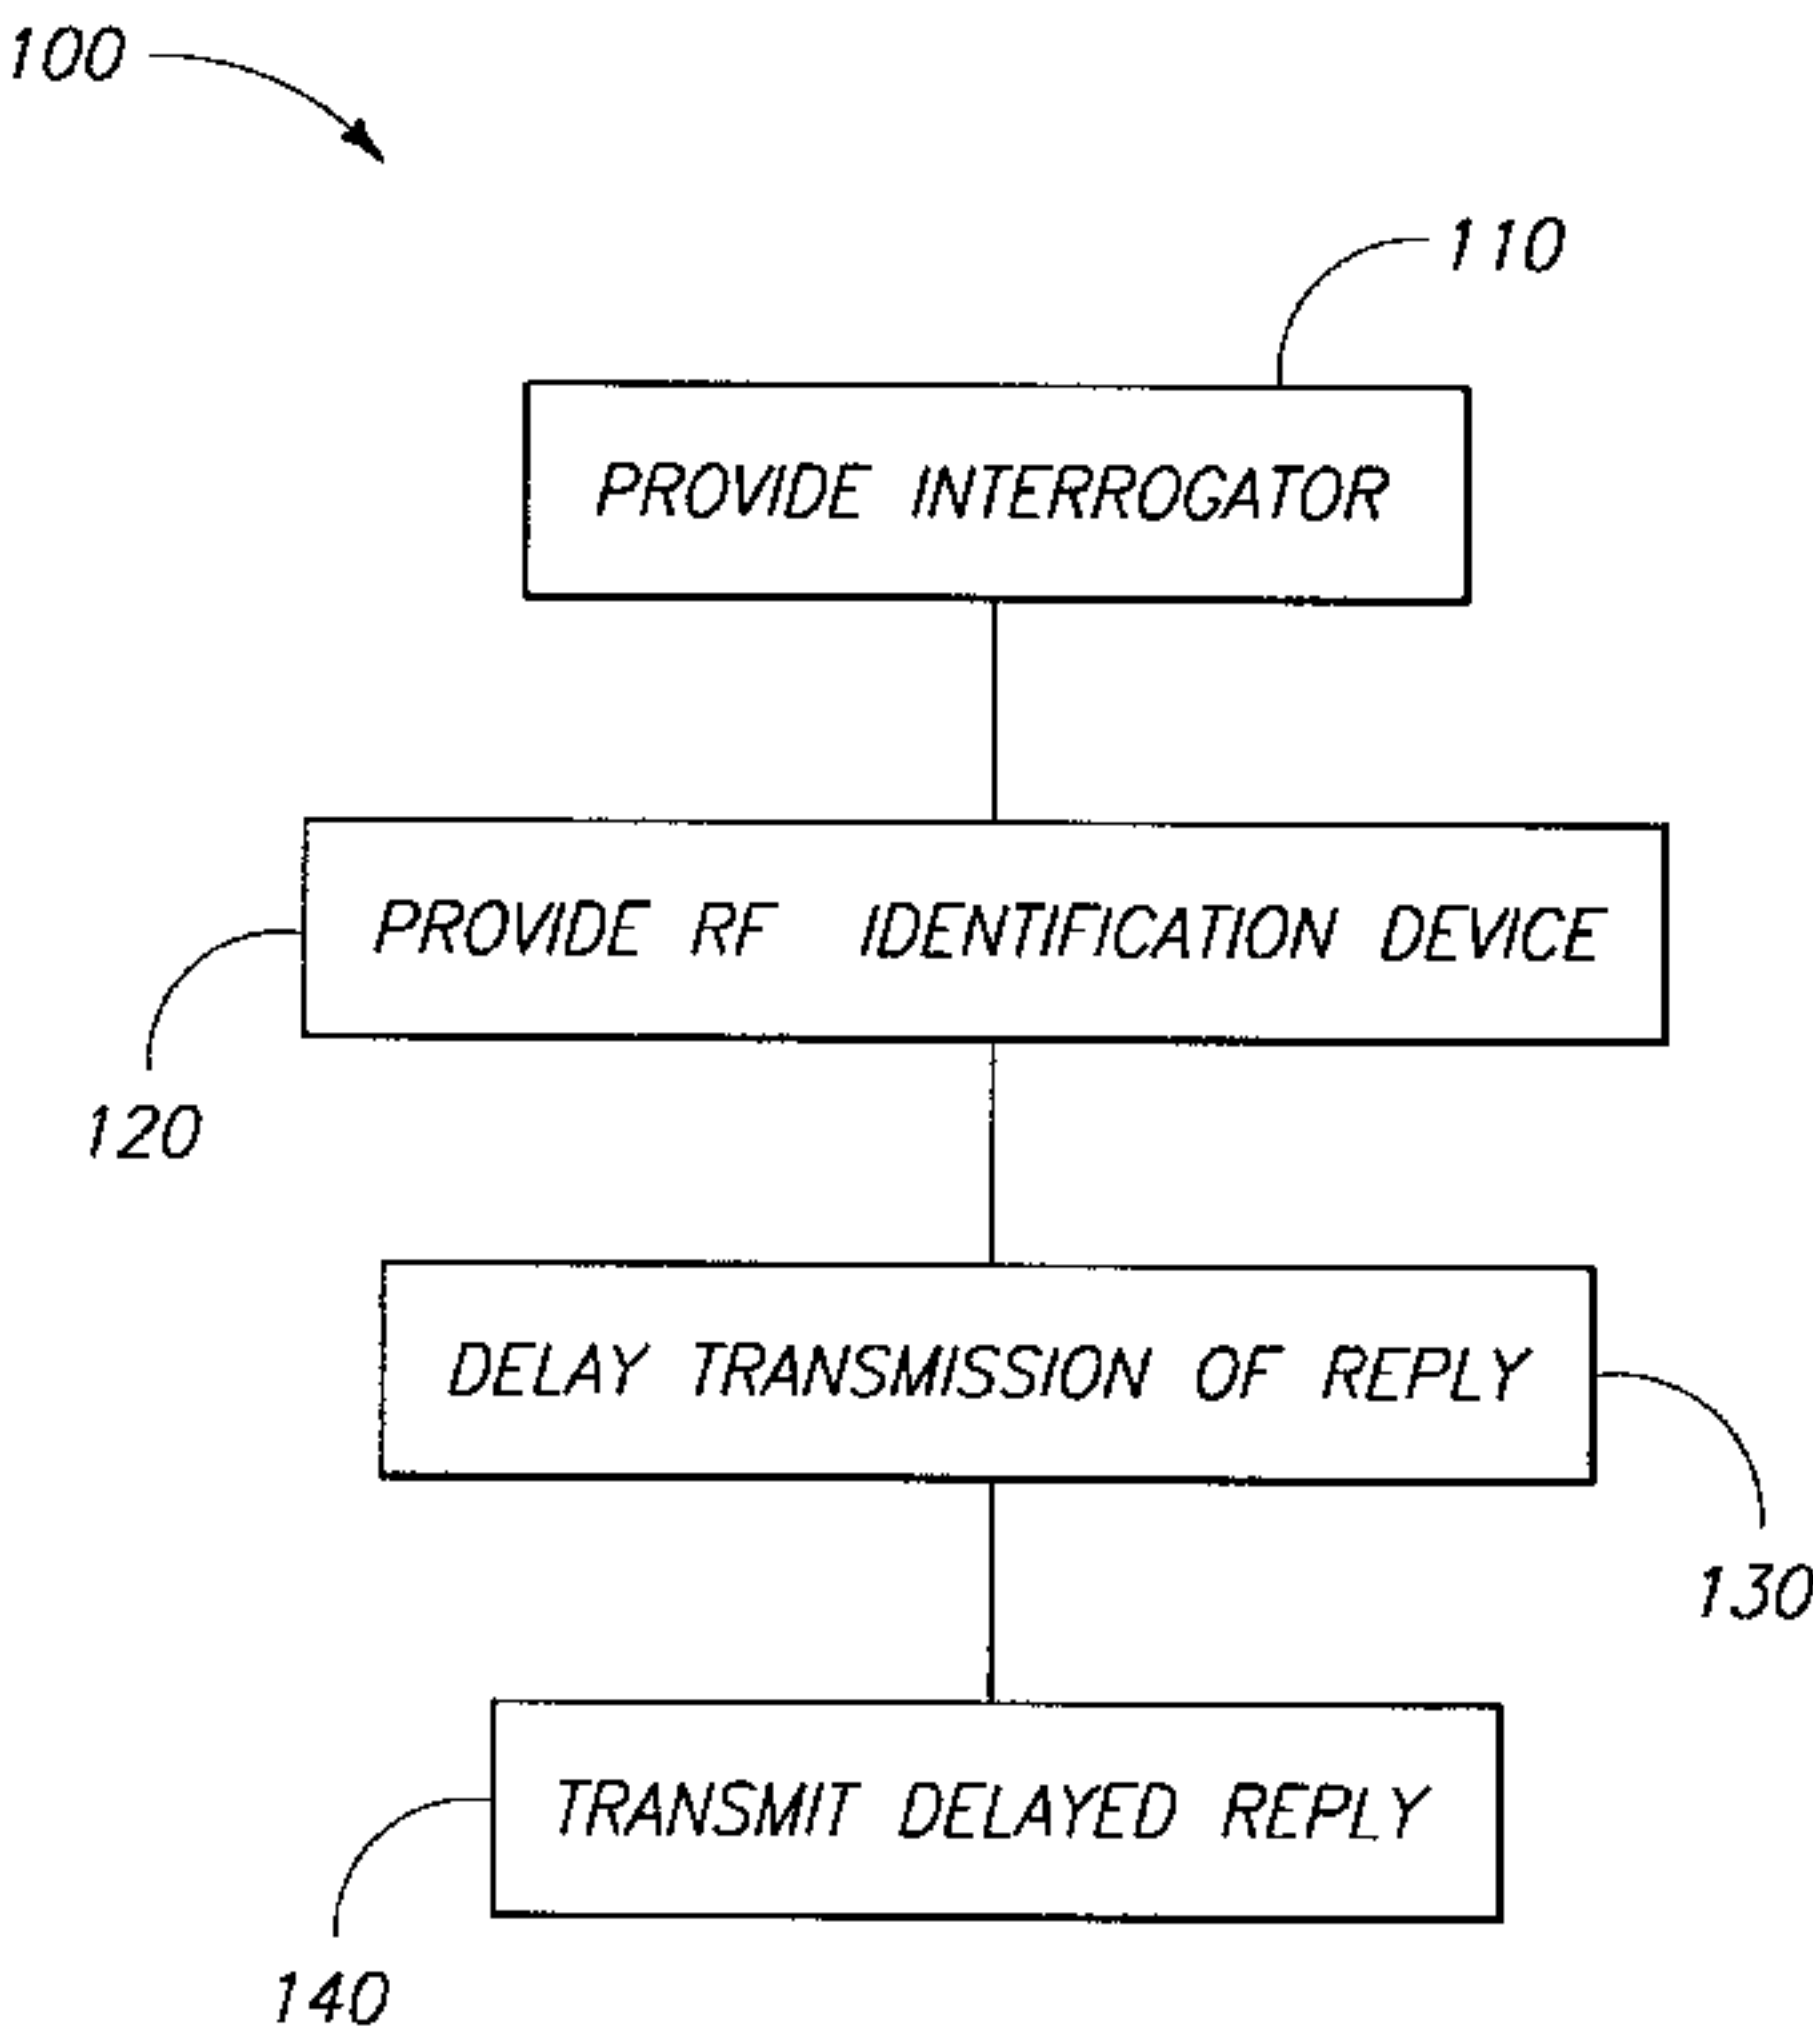 100
110
PROVIDE INTERROGATOR
PROVIDE RF IDENTIFICATION DEVICE
120
DELAY TRANSMISSION OF REPLY
130
TRANSMIT DELAYED REPLY
140